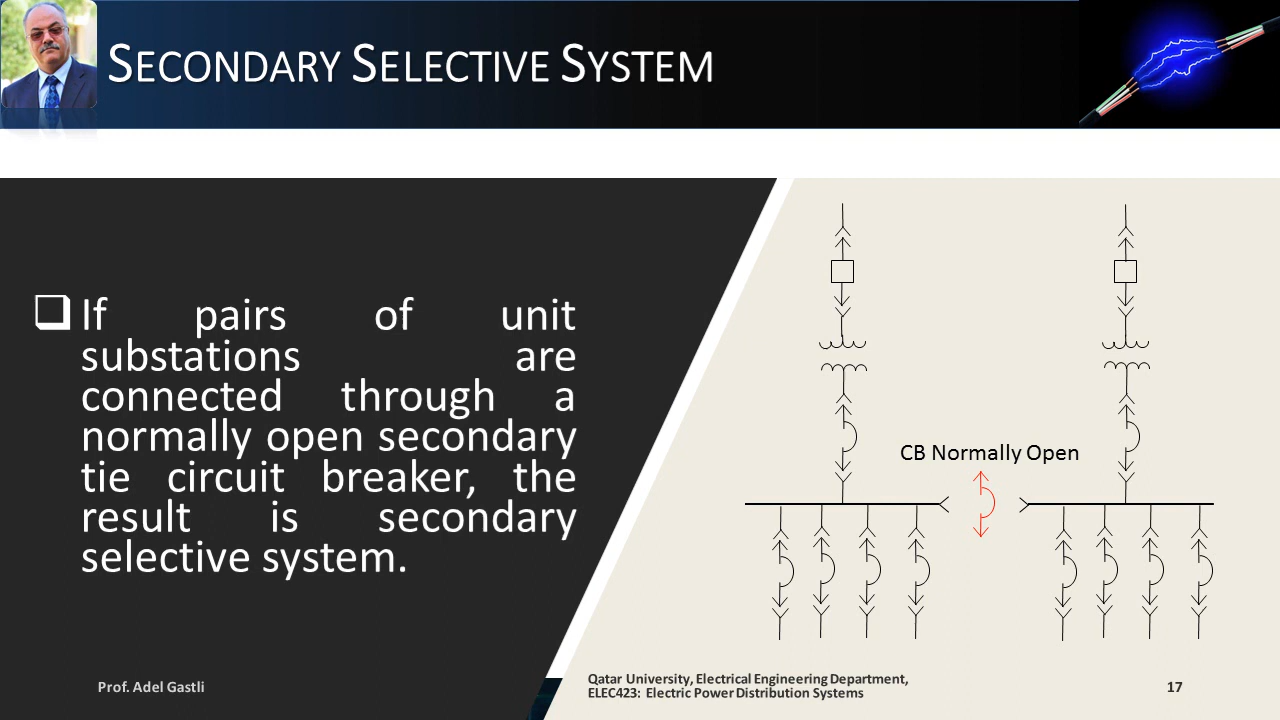 SECONDARY SELECTIVE SYSTEM
If pairs of unit
substations are
connected through a
normally open secondary
tie circuit breaker, the
result is secondary
selective system.
CB Normally Open
Prof. Adel Gastli
Qatar University, Electrical Engineering Department,
ELEC423: Electric Power Distribution Systems
17